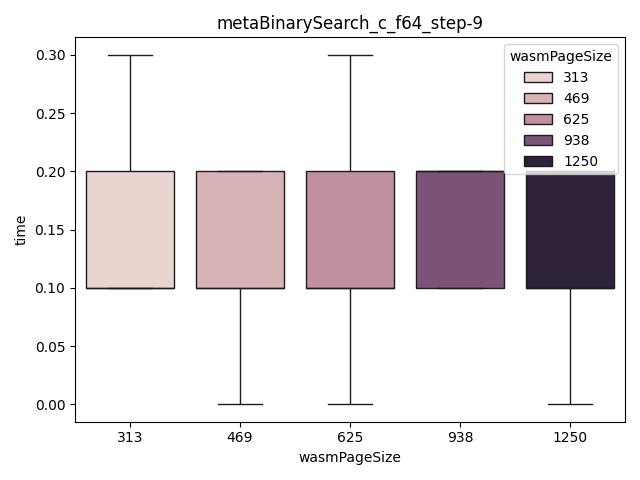 metaBinarySearch_c_f64_step-9
wasmPageSize
313
469
625
938
1250
time
0.30
0.25
0.20
0.15
0.10
0.05
0.00
313 469 625 938 1250
wasmPageSize